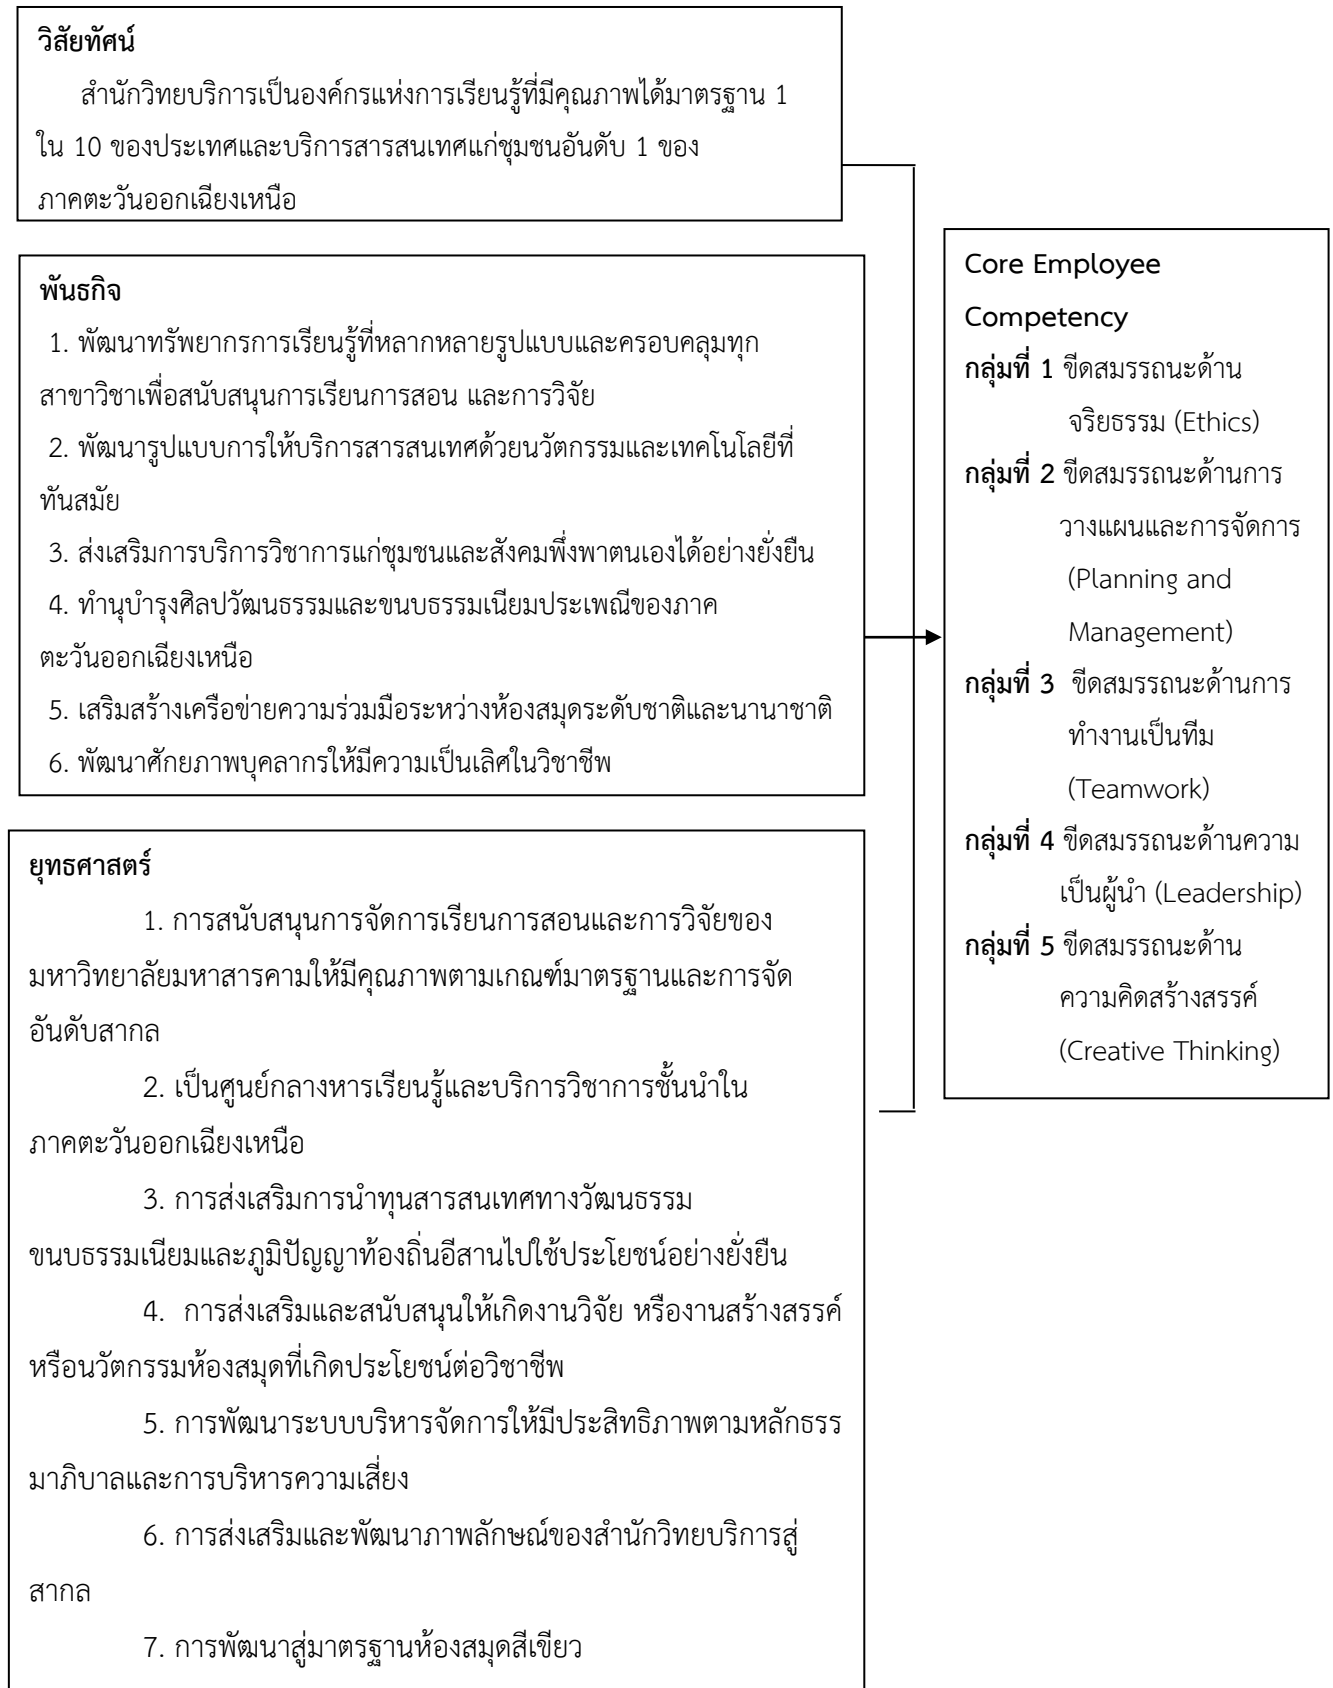 วิสัยทัศน์
สำนักวิทยบริการเป็นองค์กรแห่งการเรียนรู้ที่มีคุณภาพได้มาตรฐาน 1
ใน 10 ของประเทศและบริการสารสนเทศแก่ชุมชนอันดับ 1 ของ
ภาคตะวันออกเฉียงเหนือ
พันธกิจ
1. พัฒนาทรัพยากรการเรียนรู้ที่หลากหลายรูปแบบและครอบคลุมทุก
สาขาวิชาเพื่อสนับสนุนการเรียนการสอน และการวิจัย
2. พัฒนารูปแบบการให้บริการสารสนเทศด้วยนวัตกรรมและเทคโนโลยีที่
ทันสมัย
3. ส่งเสริมการบริการวิชาการแก่ชุมชนและสังคมพึ่งพาตนเองได้อย่างยั่งยืน
4. ทำนุบำรุงศิลปวัฒนธรรมและขนบธรรมเนียมประเพณีของภาค
ตะวันออกเฉียงเหนือ
5. เสริมสร้างเครือข่ายความร่วมมือระหว่างห้องสมุดระดับชาติและนานาชาติ
6. พัฒนาศักยภาพบุคลากรให้มีความเป็นเลิศในวิชาชีพ
ยุทธศาสตร์
1. การสนับสนุนการจัดการเรียนการสอนและการวิจัยของ
มหาวิทยาลัยมหาสารคามให้มีคุณภาพตามเกณฑ์มาตรฐานและการจัด
อันดับสากล
2. เป็นศูนย์กลางหารเรียนรู้และบริการวิชาการชั้นนำใน
ภาคตะวันออกเฉียงเหนือ
3. การส่งเสริมการนำทุนสารสนเทศทางวัฒนธรรม
ขนบธรรมเนียมและภูมิปัญญาท้องถิ่นอีสานไปใช้ประโยชน์อย่างยั่งยืน
4. การส่งเสริมและสนับสนุนให้เกิดงานวิจัย หรืองานสร้างสรรค์
หรือนวัตกรรมห้องสมุดที่เกิดประโยชน์ต่อวิชาชีพ
5. การพัฒนาระบบบริหารจัดการให้มีประสิทธิภาพตามหลักธรร
มาภิบาลและการบริหารความเสี่ยง
6. การส่งเสริมและพัฒนาภาพลักษณ์ของสำนักวิทยบริการสู่
สากล
7. การพัฒนาสู่มาตรฐานห้องสมุดสีเขียว
Core Employee
Competency
กลุ่มที่ 1 ขีดสมรรถนะด้าน
จริยธรรม (Ethics)
กลุ่มที่ 2 ขีดสมรรถนะด้านการ
วางแผนและการจัดการ
(Planning and
Management)
กลุ่มที่ 3 ขีดสมรรถนะด้านการ
ทำงานเป็นทีม
(Teamwork)
กลุ่มที่ 4 ขีดสมรรถนะด้านความ
เป็นผู้นำ (Leadership)
กลุ่มที่ 5 ขีดสมรรถนะด้าน
ความคิดสร้างสรรค์
(Creative Thinking)